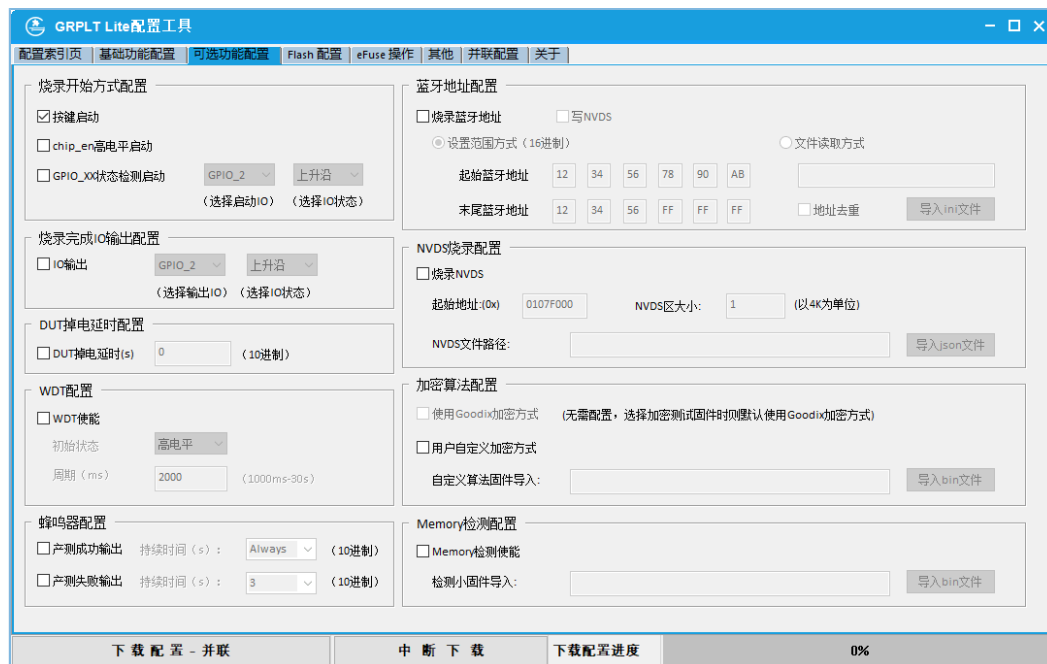 GRPLT Lite配置工具
配置索引页 基础功能配置 可选功能配置 Flash 配置 eFuse 操作 其他 并联配置 关于
烧录开始方式配置
按键启动
chip_en高电平启动
GPIO_XX状态检测启动 GPIO_2 上升沿
(选择启动IO) (选择IO状态)
烧录完成IO输出配置
IO输出 GPIO_2 上升沿
(选择输出IO) (选择IO状态)
DUT掉电延时配置
DUT掉电延时(s) 0 (10进制)
WDT配置
WDT使能
初始状态 高电平
周期（ms） 2000 (1000ms-30s)
蜂鸣器配置
产测成功输出 持续时间（s）: Always (10进制)
产测失败输出 持续时间（s）: 3 (10进制)
蓝牙地址配置
烧录蓝牙地址 写NVDS
设置范围方式（16进制） 文件读取方式
起始蓝牙地址 12 34 56 78 90 AB
末尾蓝牙地址 12 34 56 FF FF FF 地址去重 导入ini文件
NVDS烧录配置
烧录NVDS
起始地址:(0x) 0107F000 NVDS区大小: 1 (以4K为单位)
NVDS文件路径: 导入json文件
加密算法配置
使用Goodix加密方式 (无需配置，选择加密测试固件时则默认使用Goodix加密方式)
用户自定义加密方式
自定义算法固件导入: 导入bin文件
Memory检测配置
Memory检测使能
检测小固件导入: 导入bin文件
下 载 配 置 - 并联 中 断 下 载 下载配置进度 0%